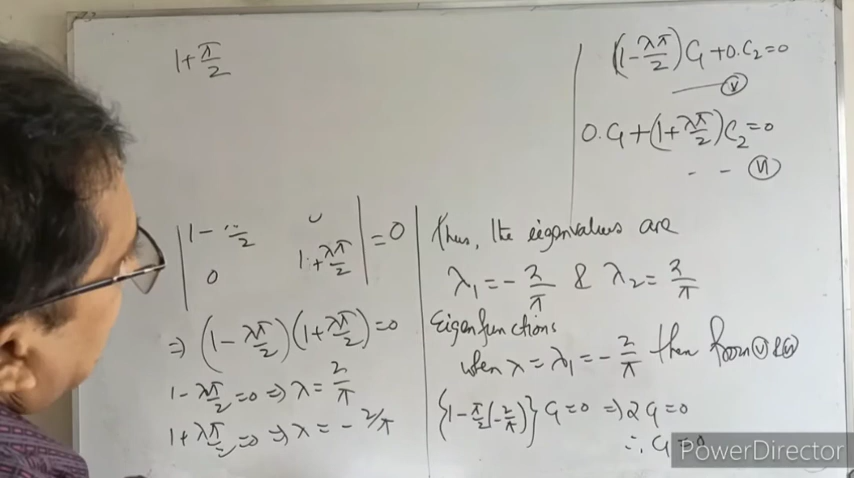 1+π/2
(1-λπ/2)C₁+0.C₂=0
— (V)
0.C₁+(1+λπ/2)C₂=0
- - (VI)
|1- /2 0|
|0 1+λπ/2| =0
⇒ (1-λπ/2)(1+λπ/2)=0
1-λπ/2=0 ⇒ λ=2/π
1+λπ/2=0 ⇒ λ=-2/π
Thus, the eigenvalues are
λ₁=-2/π & λ₂=2/π
Eigenfunctions
when λ=λ₁=-2/π then from (V) & (VI)
{1-π/2(-2/π)}C₁=0 ⇒ 2C₁=0
∴ C₁=0
PowerDirector